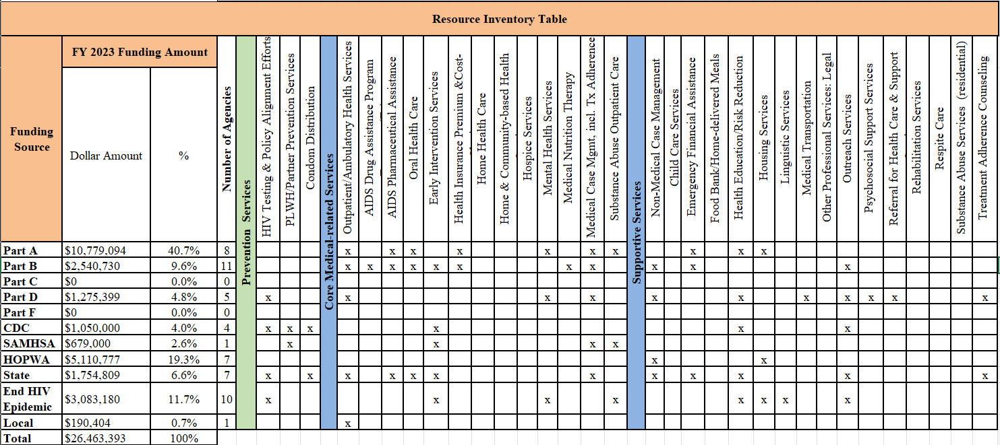 Resource Inventory Table
Funding Source
FY 2023 Funding Amount
Dollar Amount
%
Number of Agencies
Prevention Services
HIV Testing & Policy Alignment Efforts
PLWH/Partner Prevention Services
Condom Distribution
Core Medical-related Services
Outpatient/Ambulatory Health Services
AIDS Drug Assistance Program
AIDS Pharmaceutical Assistance
Oral Health Care
Early Intervention Services
Health Insurance Premium &Cost-
Home Health Care
Home & Community-based Health
Hospice Services
Mental Health Services
Medical Nutrition Therapy
Medical Case Mgmt, incl. Tx Adherence
Substance Abuse Outpatient Care
Supportive Services
Non-Medical Case Management
Child Care Services
Emergency Financial Assistance
Food Bank/Home-delivered Meals
Health Education/Risk Reduction
Housing Services
Linguistic Services
Medical Transportation
Other Professional Services: Legal
Outreach Services
Psychosocial Support Services
Referral for Health Care & Support
Rehabilitation Services
Respite Care
Substance Abuse Services (residential)
Treatment Adherence Counseling
Part A $10,779,094 40.7% 8 x x x x x x x x x x
Part B $2,540,730 9.6% 11 x x x x x x x x x x x
Part C $0 0.0% 0
Part D $1,275,399 4.8% 5 x x x x x x x x x x x
Part F $0 0.0% 0
CDC $1,050,000 4.0% 4 x x x x x x
SAMHSA $679,000 2.6% 1 x x x x
HOPWA $5,110,777 19.3% 7 x x
State $1,754,809 6.6% 7 x x x x x x x x x x x x
End HIV
Epidemic $3,083,180 11.7% 10 x x x x x x x x
Local $190,404 0.7% 1 x
Total $26,463,393 100%